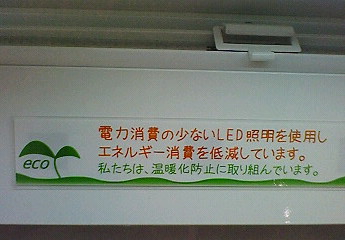 eco
電力消費の少ないLED照明を使用し
エネルギー消費を低減しています。
私たちは、温暖化防止に取り組んでいます。